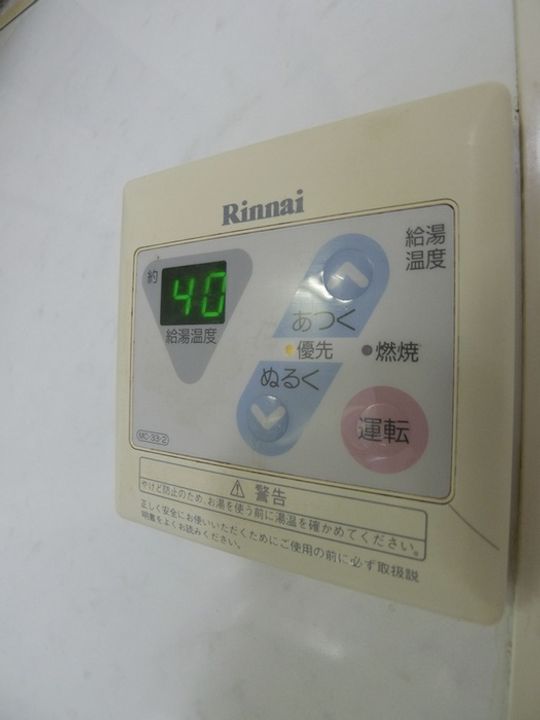 Rinnai
給湯
温度
約
40
給湯温度
あつく
優先
燃焼
ぬるく
運転
MC-33-2
警告
やけど防止のため、お湯を使う前に湯温を確かめてください。
正しく安全にお使いいただくためにご使用の前に必ず取扱説
明書をよくお読みください。